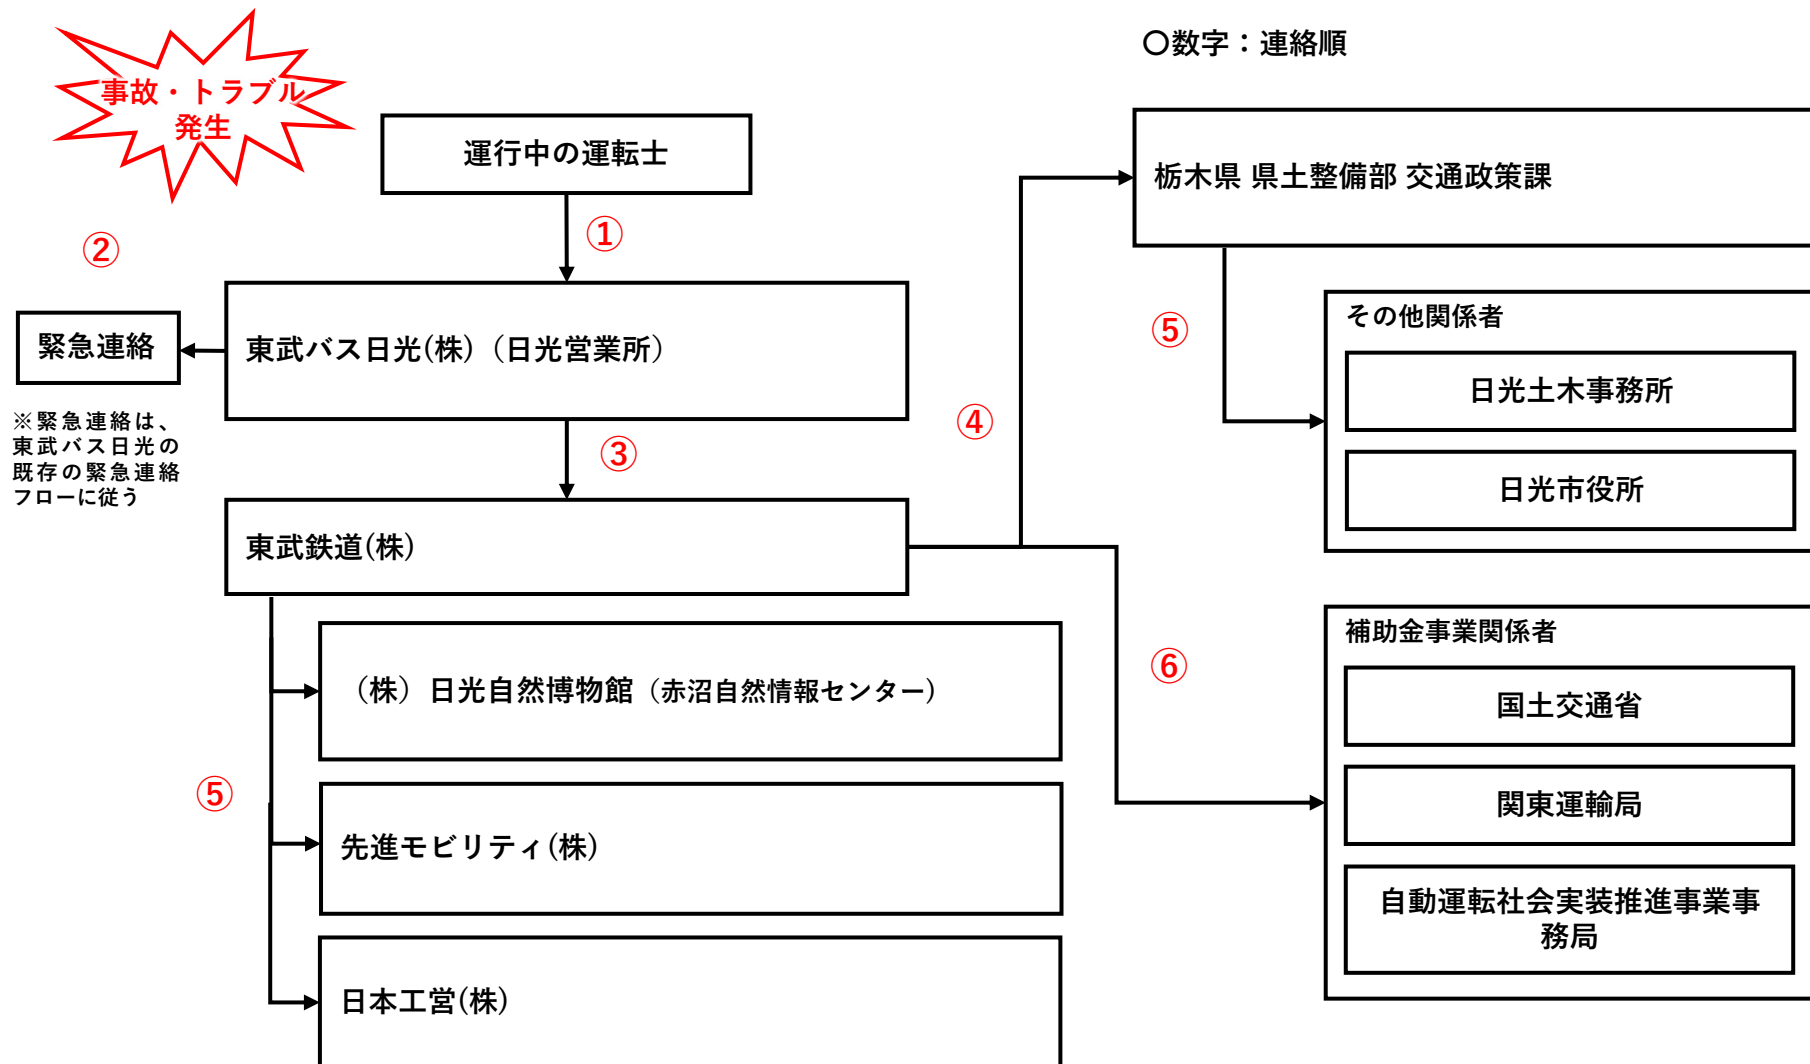 事故・トラブル
発生
〇数字：連絡順
運行中の運転士
①
②
東武バス日光(株)（日光営業所）
緊急連絡
※緊急連絡は、
東武バス日光の
既存の緊急連絡
フローに従う
③
東武鉄道(株)
④
栃木県 県土整備部 交通政策課
⑤
その他関係者
日光土木事務所
日光市役所
⑤
（株）日光自然博物館（赤沼自然情報センター）
先進モビリティ(株)
日本工営(株)
⑥
補助金事業関係者
国土交通省
関東運輸局
自動運転社会実装推進事業事
務局